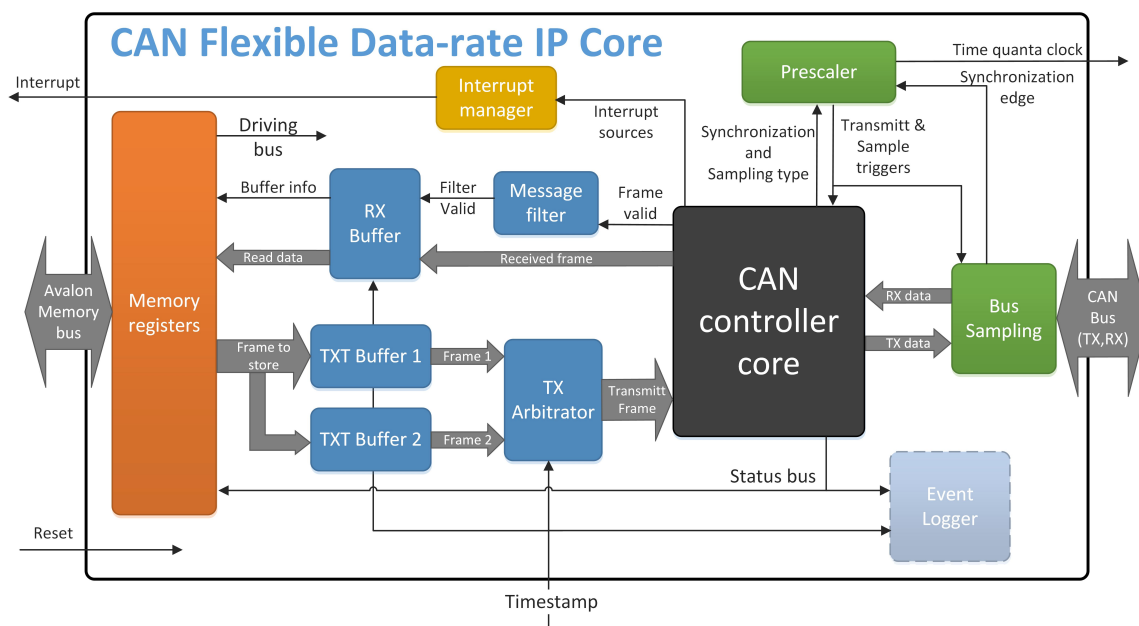 CAN Flexible Data-rate IP Core
Time quanta clock
Prescaler
Synchronization
edge
Interrupt
Interrupt
manager
Interrupt
sources
Driving
bus
Synchronization
and
Sampling type
Transmitt &
Sample
triggers
Buffer info
RX
Buffer
Filter
Valid
Message
filter
Frame
valid
Read data
Received frame
Avalon
Memory
bus
Memory
registers
CAN
controller
core
RX data
TX data
Bus
Sampling
CAN
Bus
(TX,RX)
Frame to
store
TXT Buffer 1
Frame 1
TX
Arbitrator
Transmitt
Frame
TXT Buffer 2
Frame 2
Status bus
Event
Logger
Reset
Timestamp